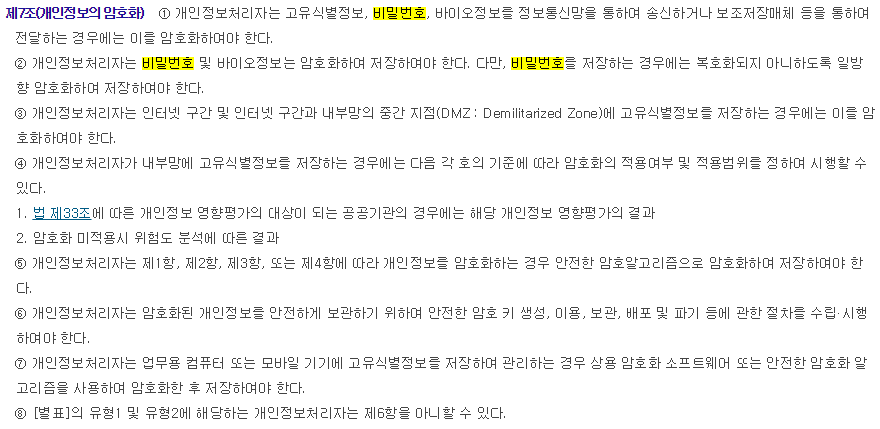 제7조(개인정보의 암호화) ① 개인정보처리자는 고유식별정보, 비밀번호, 바이오정보를 정보통신망을 통하여 송신하거나 보조저장매체 등을 통하여
전달하는 경우에는 이를 암호화하여야 한다.
② 개인정보처리자는 비밀번호 및 바이오정보는 암호화하여 저장하여야 한다. 다만, 비밀번호를 저장하는 경우에는 복호화되지 아니하도록 일방
향 암호화하여 저장하여야 한다.
③ 개인정보처리자는 인터넷 구간 및 인터넷 구간과 내부망의 중간 지점(DMZ : Demilitarized Zone)에 고유식별정보를 저장하는 경우에는 이를 암
호화하여야 한다.
④ 개인정보처리자가 내부망에 고유식별정보를 저장하는 경우에는 다음 각 호의 기준에 따라 암호화의 적용여부 및 적용범위를 정하여 시행할 수
있다.
1. 법 제33조에 따른 개인정보 영향평가의 대상이 되는 공공기관의 경우에는 해당 개인정보 영향평가의 결과
2. 암호화 미적용시 위험도 분석에 따른 결과
⑤ 개인정보처리자는 제1항, 제2항, 제3항, 또는 제4항에 따라 개인정보를 암호화하는 경우 안전한 암호알고리즘으로 암호화하여 저장하여야 한
다.
⑥ 개인정보처리자는 암호화된 개인정보를 안전하게 보관하기 위하여 안전한 암호 키 생성, 이용, 보관, 배포 및 파기 등에 관한 절차를 수립·시행
하여야 한다.
⑦ 개인정보처리자는 업무용 컴퓨터 또는 모바일 기기에 고유식별정보를 저장하여 관리하는 경우 상용 암호화 소프트웨어 또는 안전한 암호화 알
고리즘을 사용하여 암호화한 후 저장하여야 한다.
⑧ [별표]의 유형1 및 유형2에 해당하는 개인정보처리자는 제6항을 아니할 수 있다.